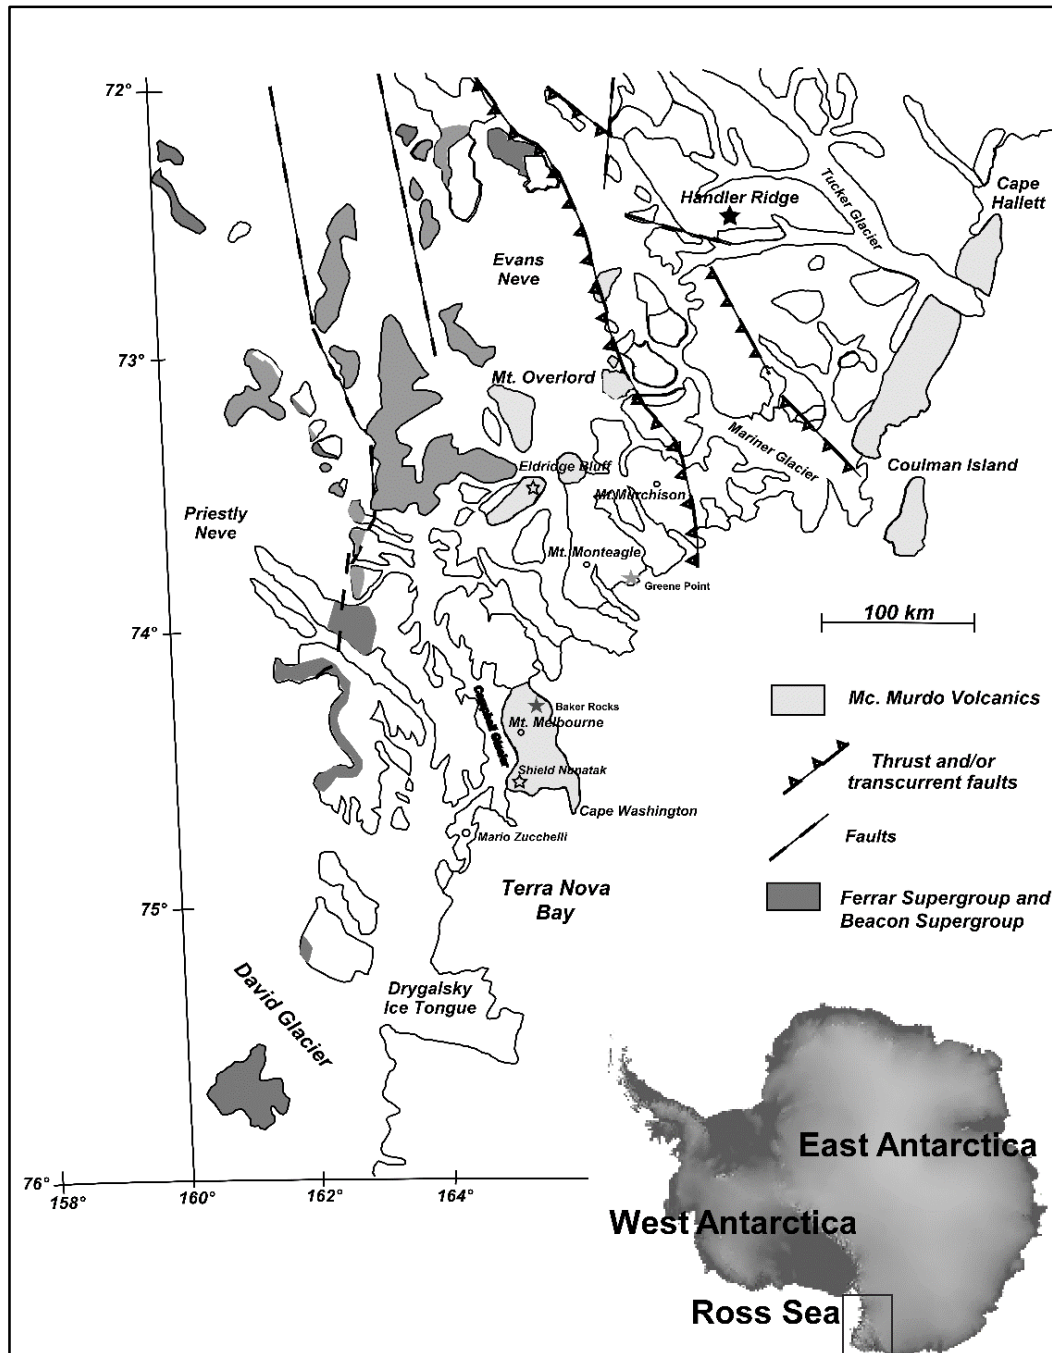 72°
Cape
Hallett
Tucker Glacier
Handler Ridge
Evans
Neve
73°
Mt. Overlord
Mariner Glacier
Eldridge Bluff
Coulman Island
Mt.Murchison
Priestly
Neve
Mt. Monteagle
Greene Point
74°
100 km
Campbell Glacier
Baker Rocks
Mt. Melbourne
Mc. Murdo Volcanics
Shield Nunatak
Thrust and/or
transcurrent faults
Cape Washington
Mario Zucchelli
Faults
Terra Nova
Bay
75°
Ferrar Supergroup and
Beacon Supergroup
David Glacier
Drygalsky
Ice Tongue
East Antarctica
76°
158°
160°
162°
164°
West Antarctica
Ross Sea